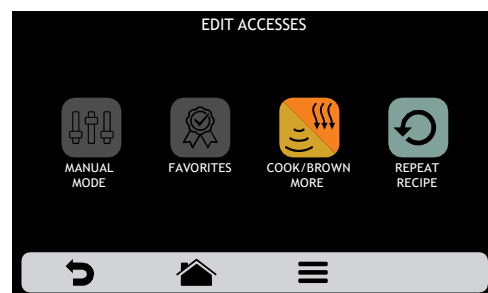 EDIT ACCESSES
MANUAL
MODE
FAVORITES
COOK/BROWN
MORE
REPEAT
RECIPE